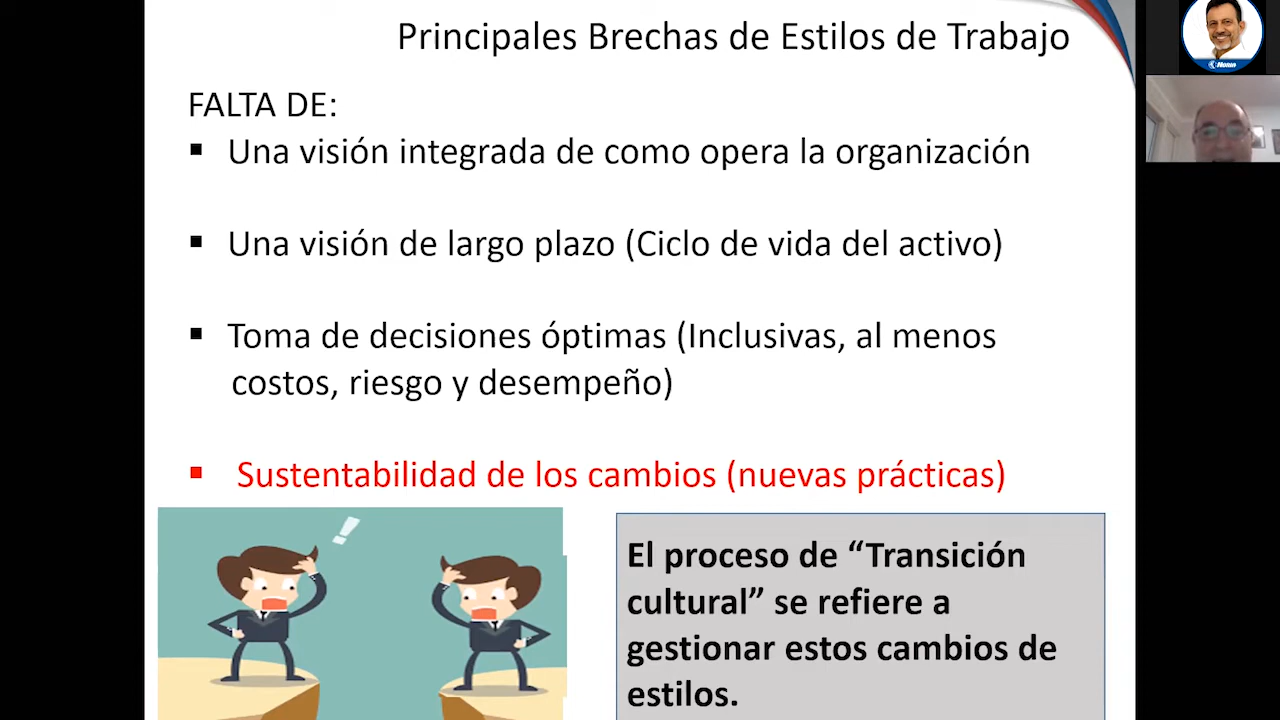 Principales Brechas de Estilos de Trabajo
FALTA DE:
▪ Una visión integrada de como opera la organización
▪ Una visión de largo plazo (Ciclo de vida del activo)
▪ Toma de decisiones óptimas (Inclusivas, al menos
costos, riesgo y desempeño)
▪ Sustentabilidad de los cambios (nuevas prácticas)
!
El proceso de “Transición
cultural” se refiere a
gestionar estos cambios de
estilos.